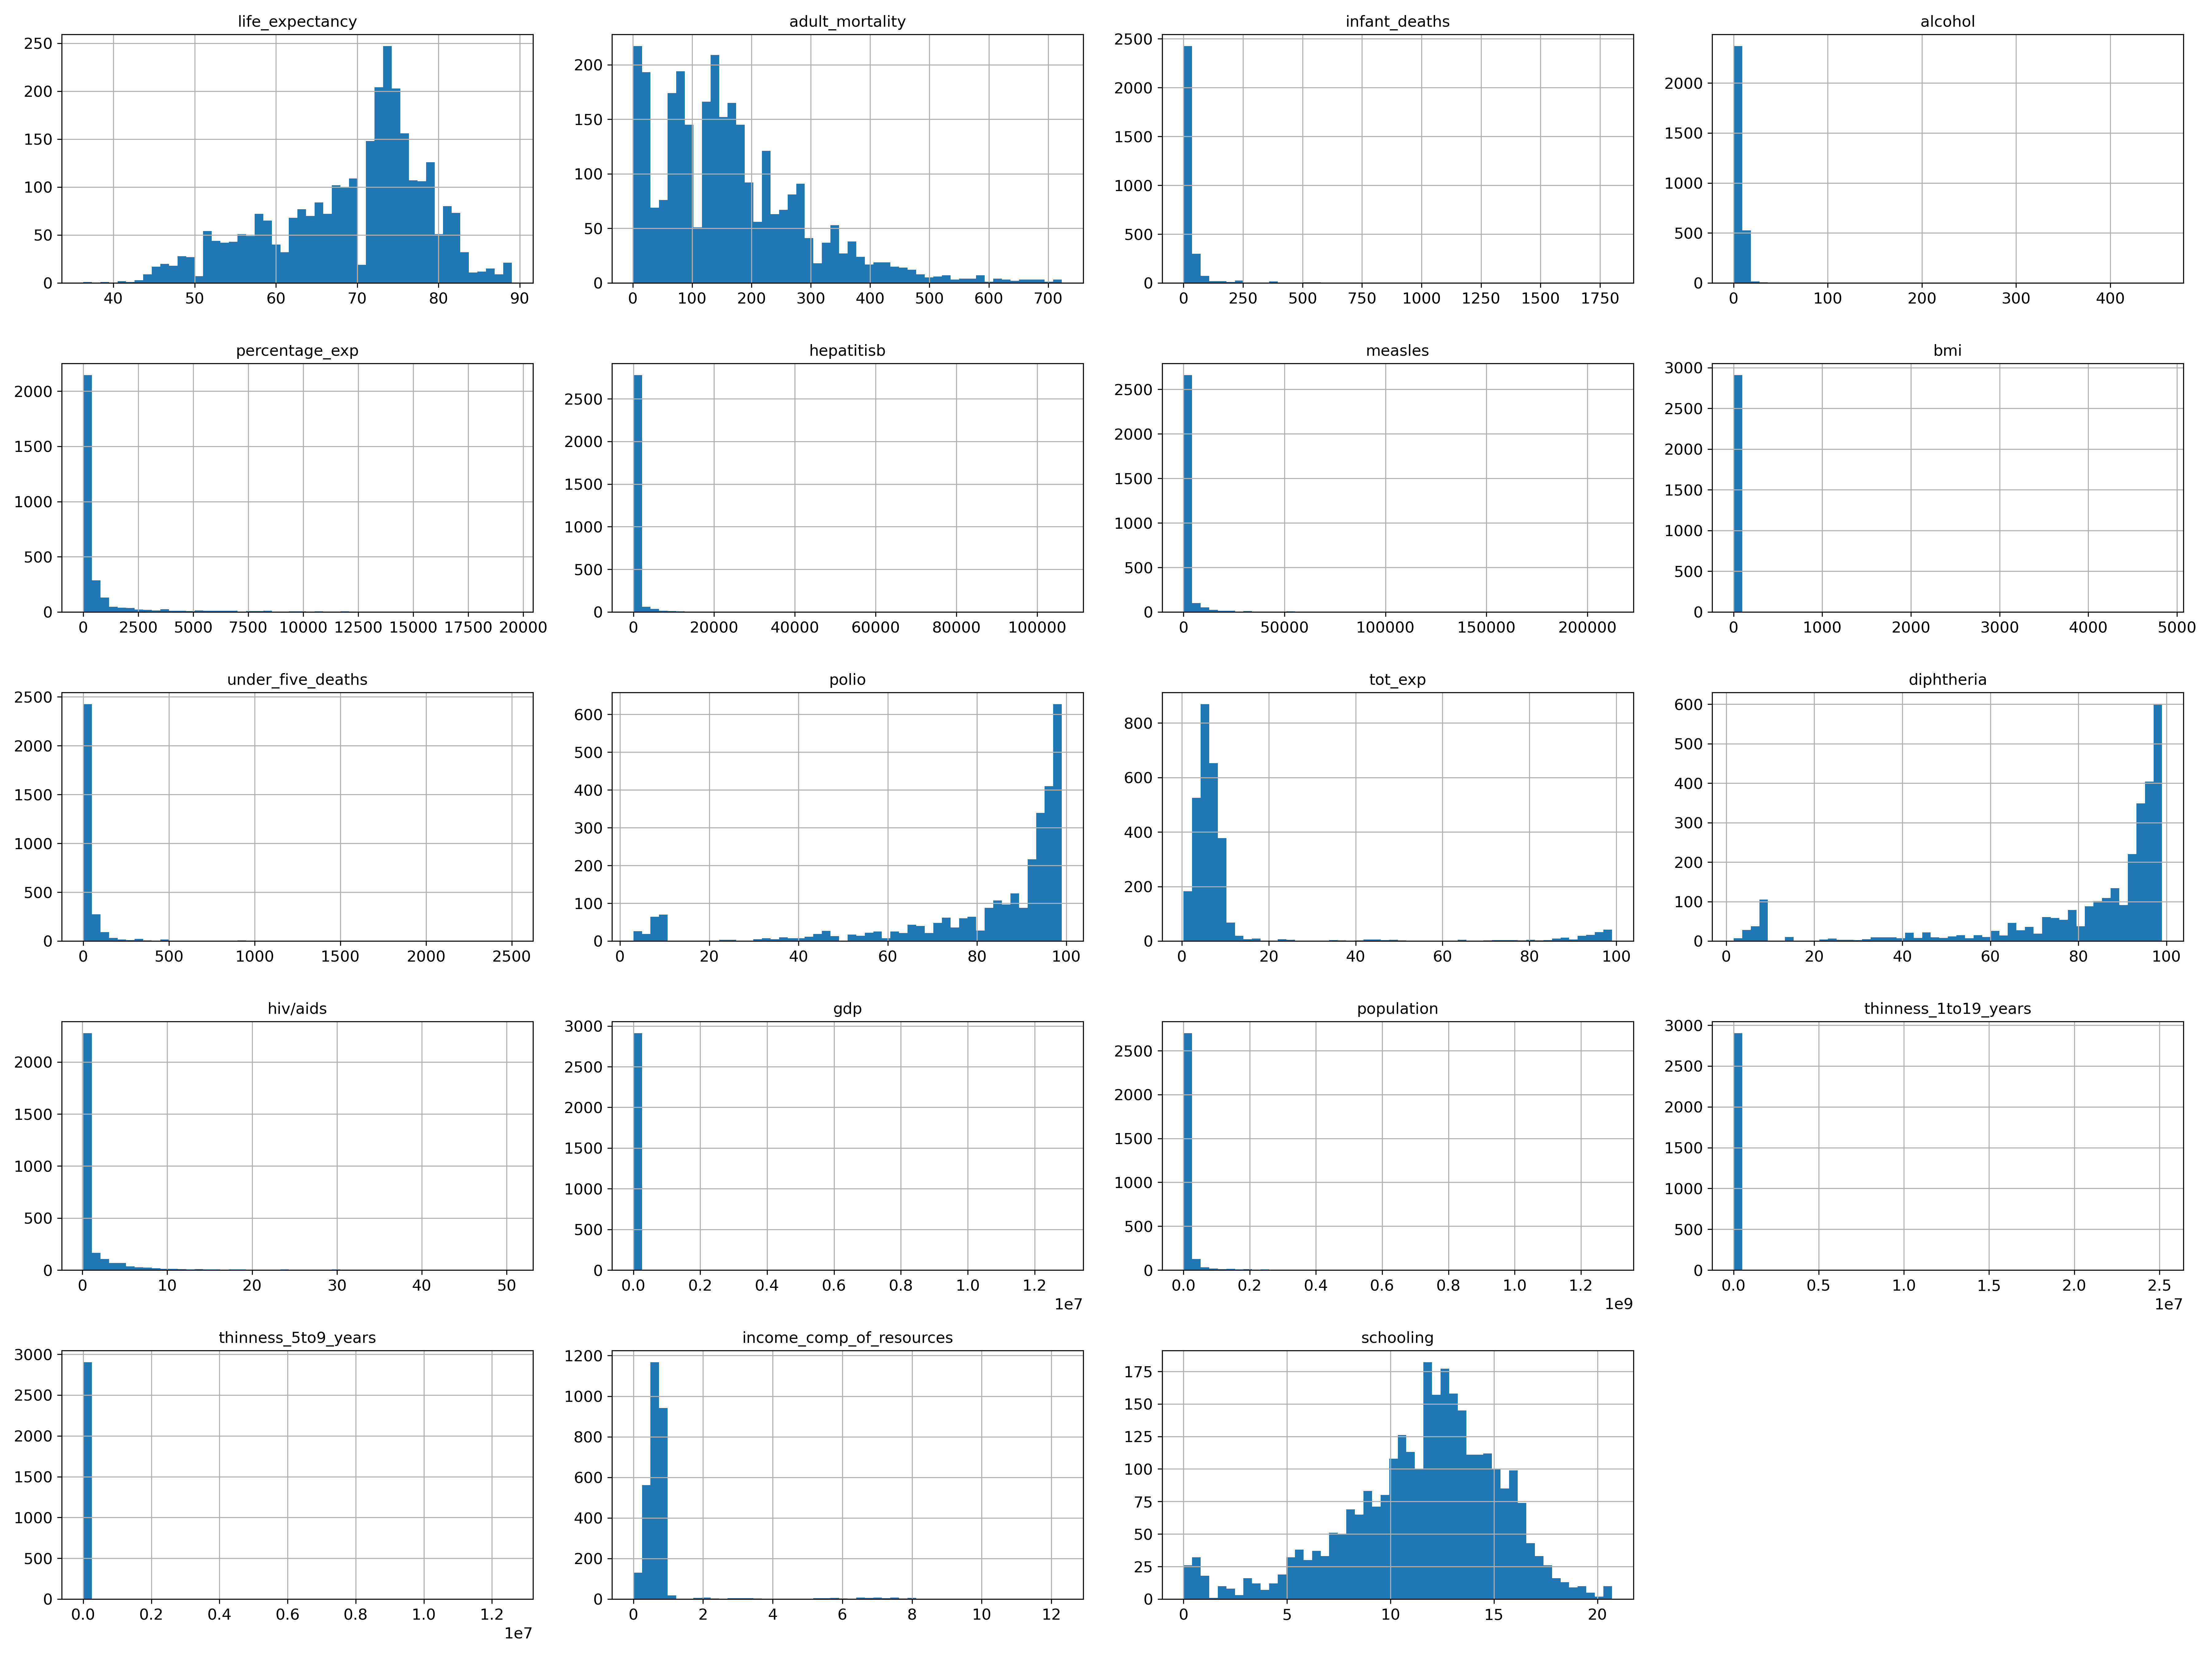 life_expectancy
250
200
150
100
50
0
40 50 60 70 80 90
adult_mortality
200
150
100
50
0
0 100 200 300 400 500 600 700
infant_deaths
2500
2000
1500
1000
500
0
0 250 500 750 1000 1250 1500 1750
alcohol
2000
1500
1000
500
0
0 100 200 300 400
percentage_exp
2000
1500
1000
500
0
0 2500 5000 7500 10000 12500 15000 17500 20000
hepatitisb
2500
2000
1500
1000
500
0
0 20000 40000 60000 80000 100000
measles
2500
2000
1500
1000
500
0
0 50000 100000 150000 200000
bmi
3000
2500
2000
1500
1000
500
0
0 1000 2000 3000 4000 5000
under_five_deaths
2500
2000
1500
1000
500
0
0 500 1000 1500 2000 2500
polio
600
500
400
300
200
100
0
0 20 40 60 80 100
tot_exp
800
600
400
200
0
0 20 40 60 80 100
diphtheria
600
500
400
300
200
100
0
0 20 40 60 80 100
hiv/aids
2000
1500
1000
500
0
0 10 20 30 40 50
gdp
3000
2500
2000
1500
1000
500
0
0.0 0.2 0.4 0.6 0.8 1.0 1.2
1e7
population
2500
2000
1500
1000
500
0
0.0 0.2 0.4 0.6 0.8 1.0 1.2
1e9
thinness_1to19_years
3000
2500
2000
1500
1000
500
0
0.0 0.5 1.0 1.5 2.0 2.5
1e7
thinness_5to9_years
3000
2500
2000
1500
1000
500
0
0.0 0.2 0.4 0.6 0.8 1.0 1.2
1e7
income_comp_of_resources
1200
1000
800
600
400
200
0
0 2 4 6 8 10 12
schooling
175
150
125
100
75
50
25
0
0 5 10 15 20